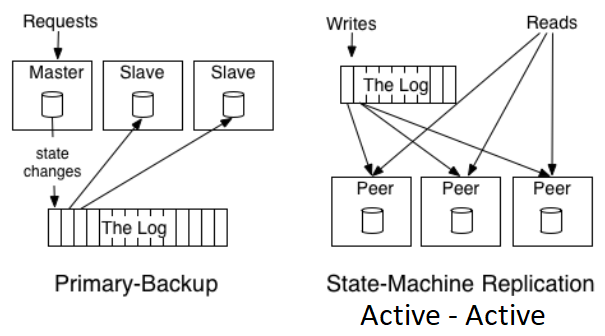 Requests
Master
Slave
Slave
state
changes
The Log
Primary-Backup
Writes
Reads
The Log
Peer
Peer
Peer
State-Machine Replication
Active - Active